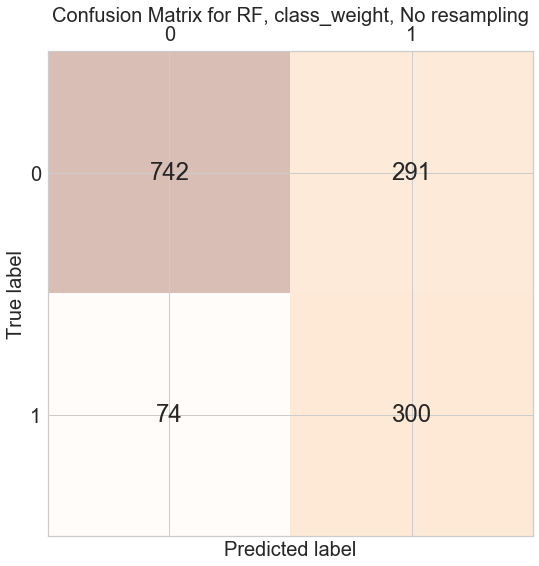 Confusion Matrix for RF, class_weight, No resampling
0 1
0 742 291
True label
1 74 300
Predicted label